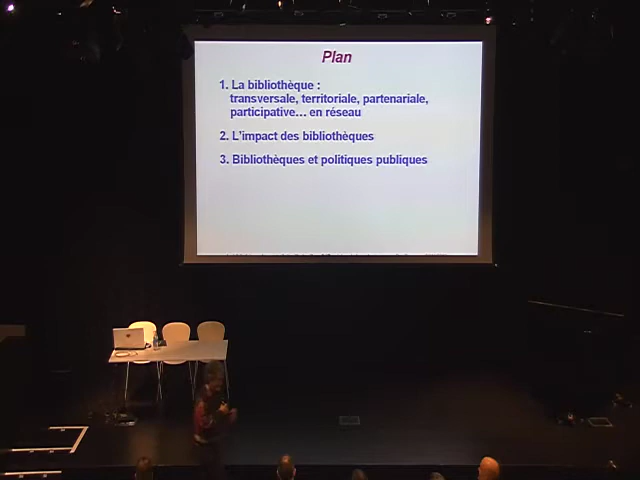 Plan
1. La bibliothèque :
transversale, territoriale, partenariale,
participative… en réseau
2. L'impact des bibliothèques
3. Bibliothèques et politiques publiques